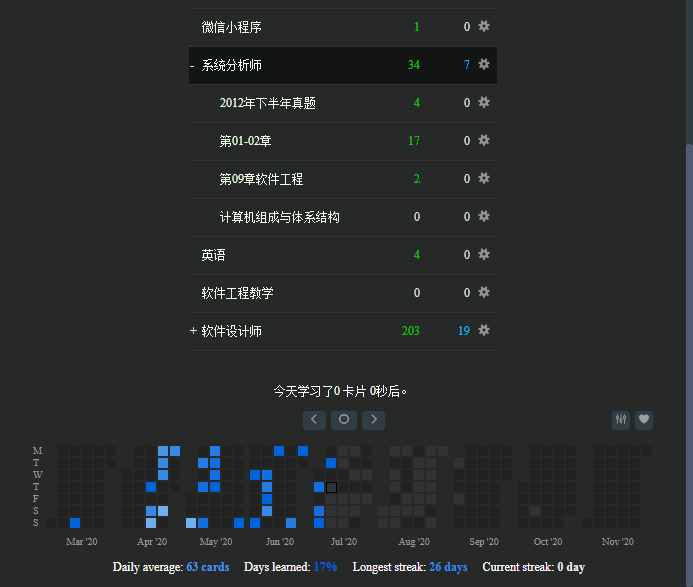 微信小程序 1 0
- 系统分析师 34 7
2012年下半年真题 4 0
第01-02章 17 0
第09章软件工程 2 0
计算机组成与体系结构 0 0
英语 4 0
软件工程教学 0 0
+ 软件设计师 203 19
今天学习了0 卡片 0秒后。
M
T
W
T
F
S
S
Mar '20 Apr '20 May '20 Jun '20 Jul '20 Aug '20 Sep '20 Oct '20 Nov '20
Daily average: 63 cards Days learned: 17% Longest streak: 26 days Current streak: 0 day